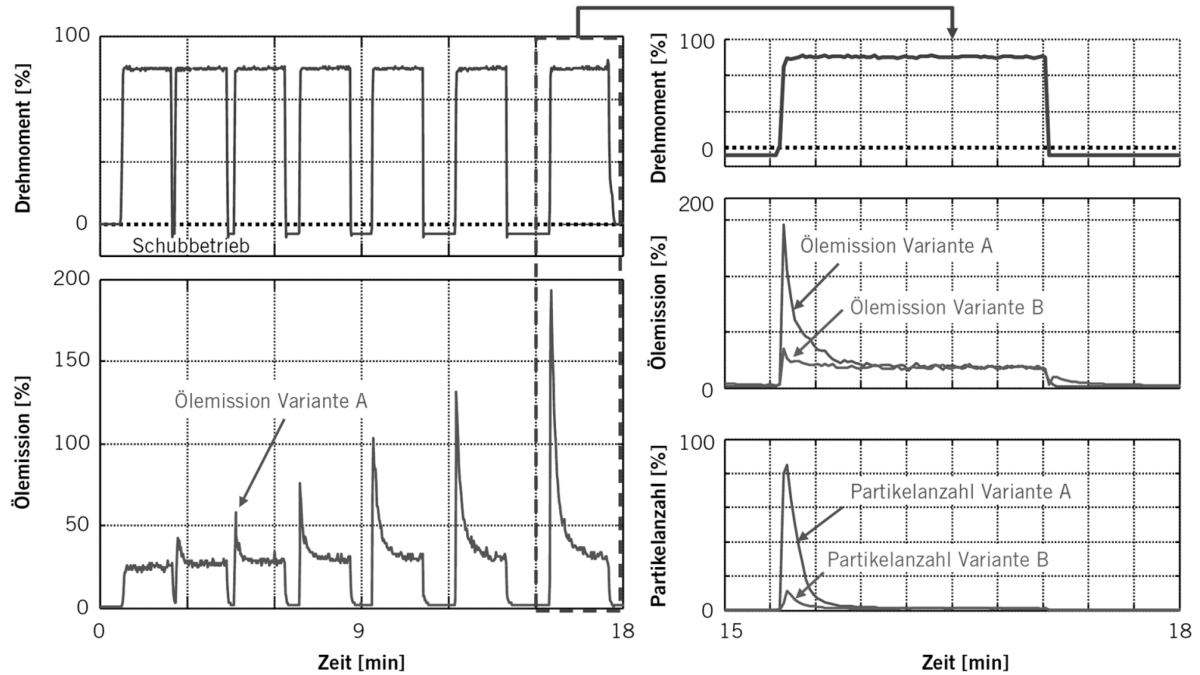 100
Drehmoment [%]
0
Schubbetrieb
200
150
Ölemission [%]
100
50
0
Ölemission Variante A
0
9
18
Zeit [min]
100
Drehmoment [%]
0
200
Ölemission [%]
0
Ölemission Variante A
Ölemission Variante B
100
Partikelanzahl [%]
0
Partikelanzahl Variante A
Partikelanzahl Variante B
15
18
Zeit [min]